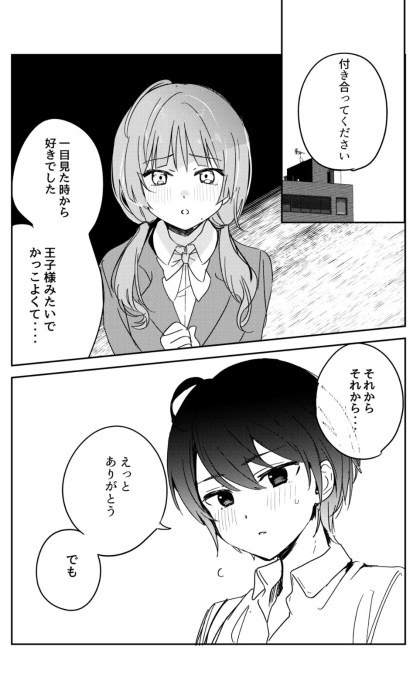 付き合ってください
一目見た時から
好きでした
王子様みたいで
かっこよくて・・・・
それから
それから・・・
えっと
ありがとう
でも